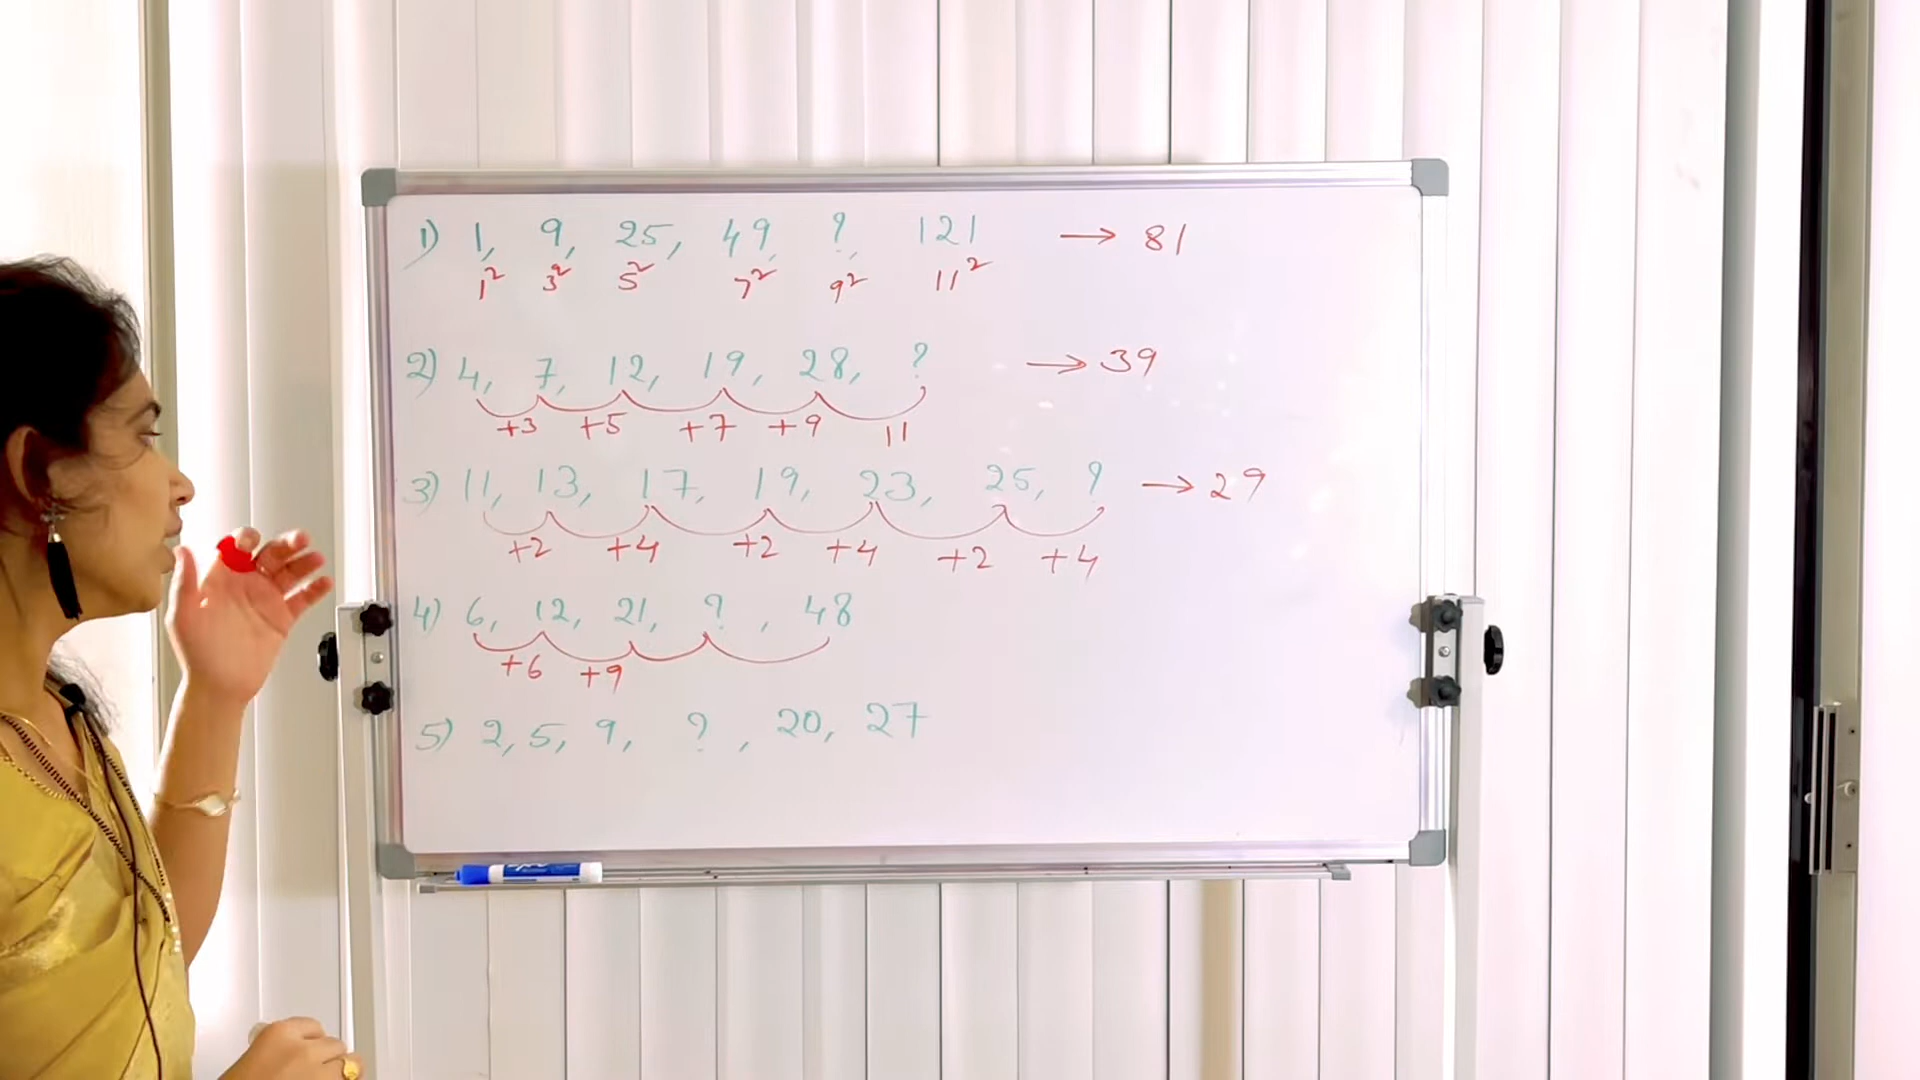 1) 1, 9, 25, 49, ?, 121 → 81
1² 3² 5² 7² 9² 11²
2) 4, 7, 12, 19, 28, ? → 39
+3 +5 +7 +9 11
3) 11, 13, 17, 19, 23, 25, ? → 29
+2 +4 +2 +4 +2 +4
4) 6, 12, 21, ?, 48
+6 +9
5) 2, 5, 9, ?, 20, 27